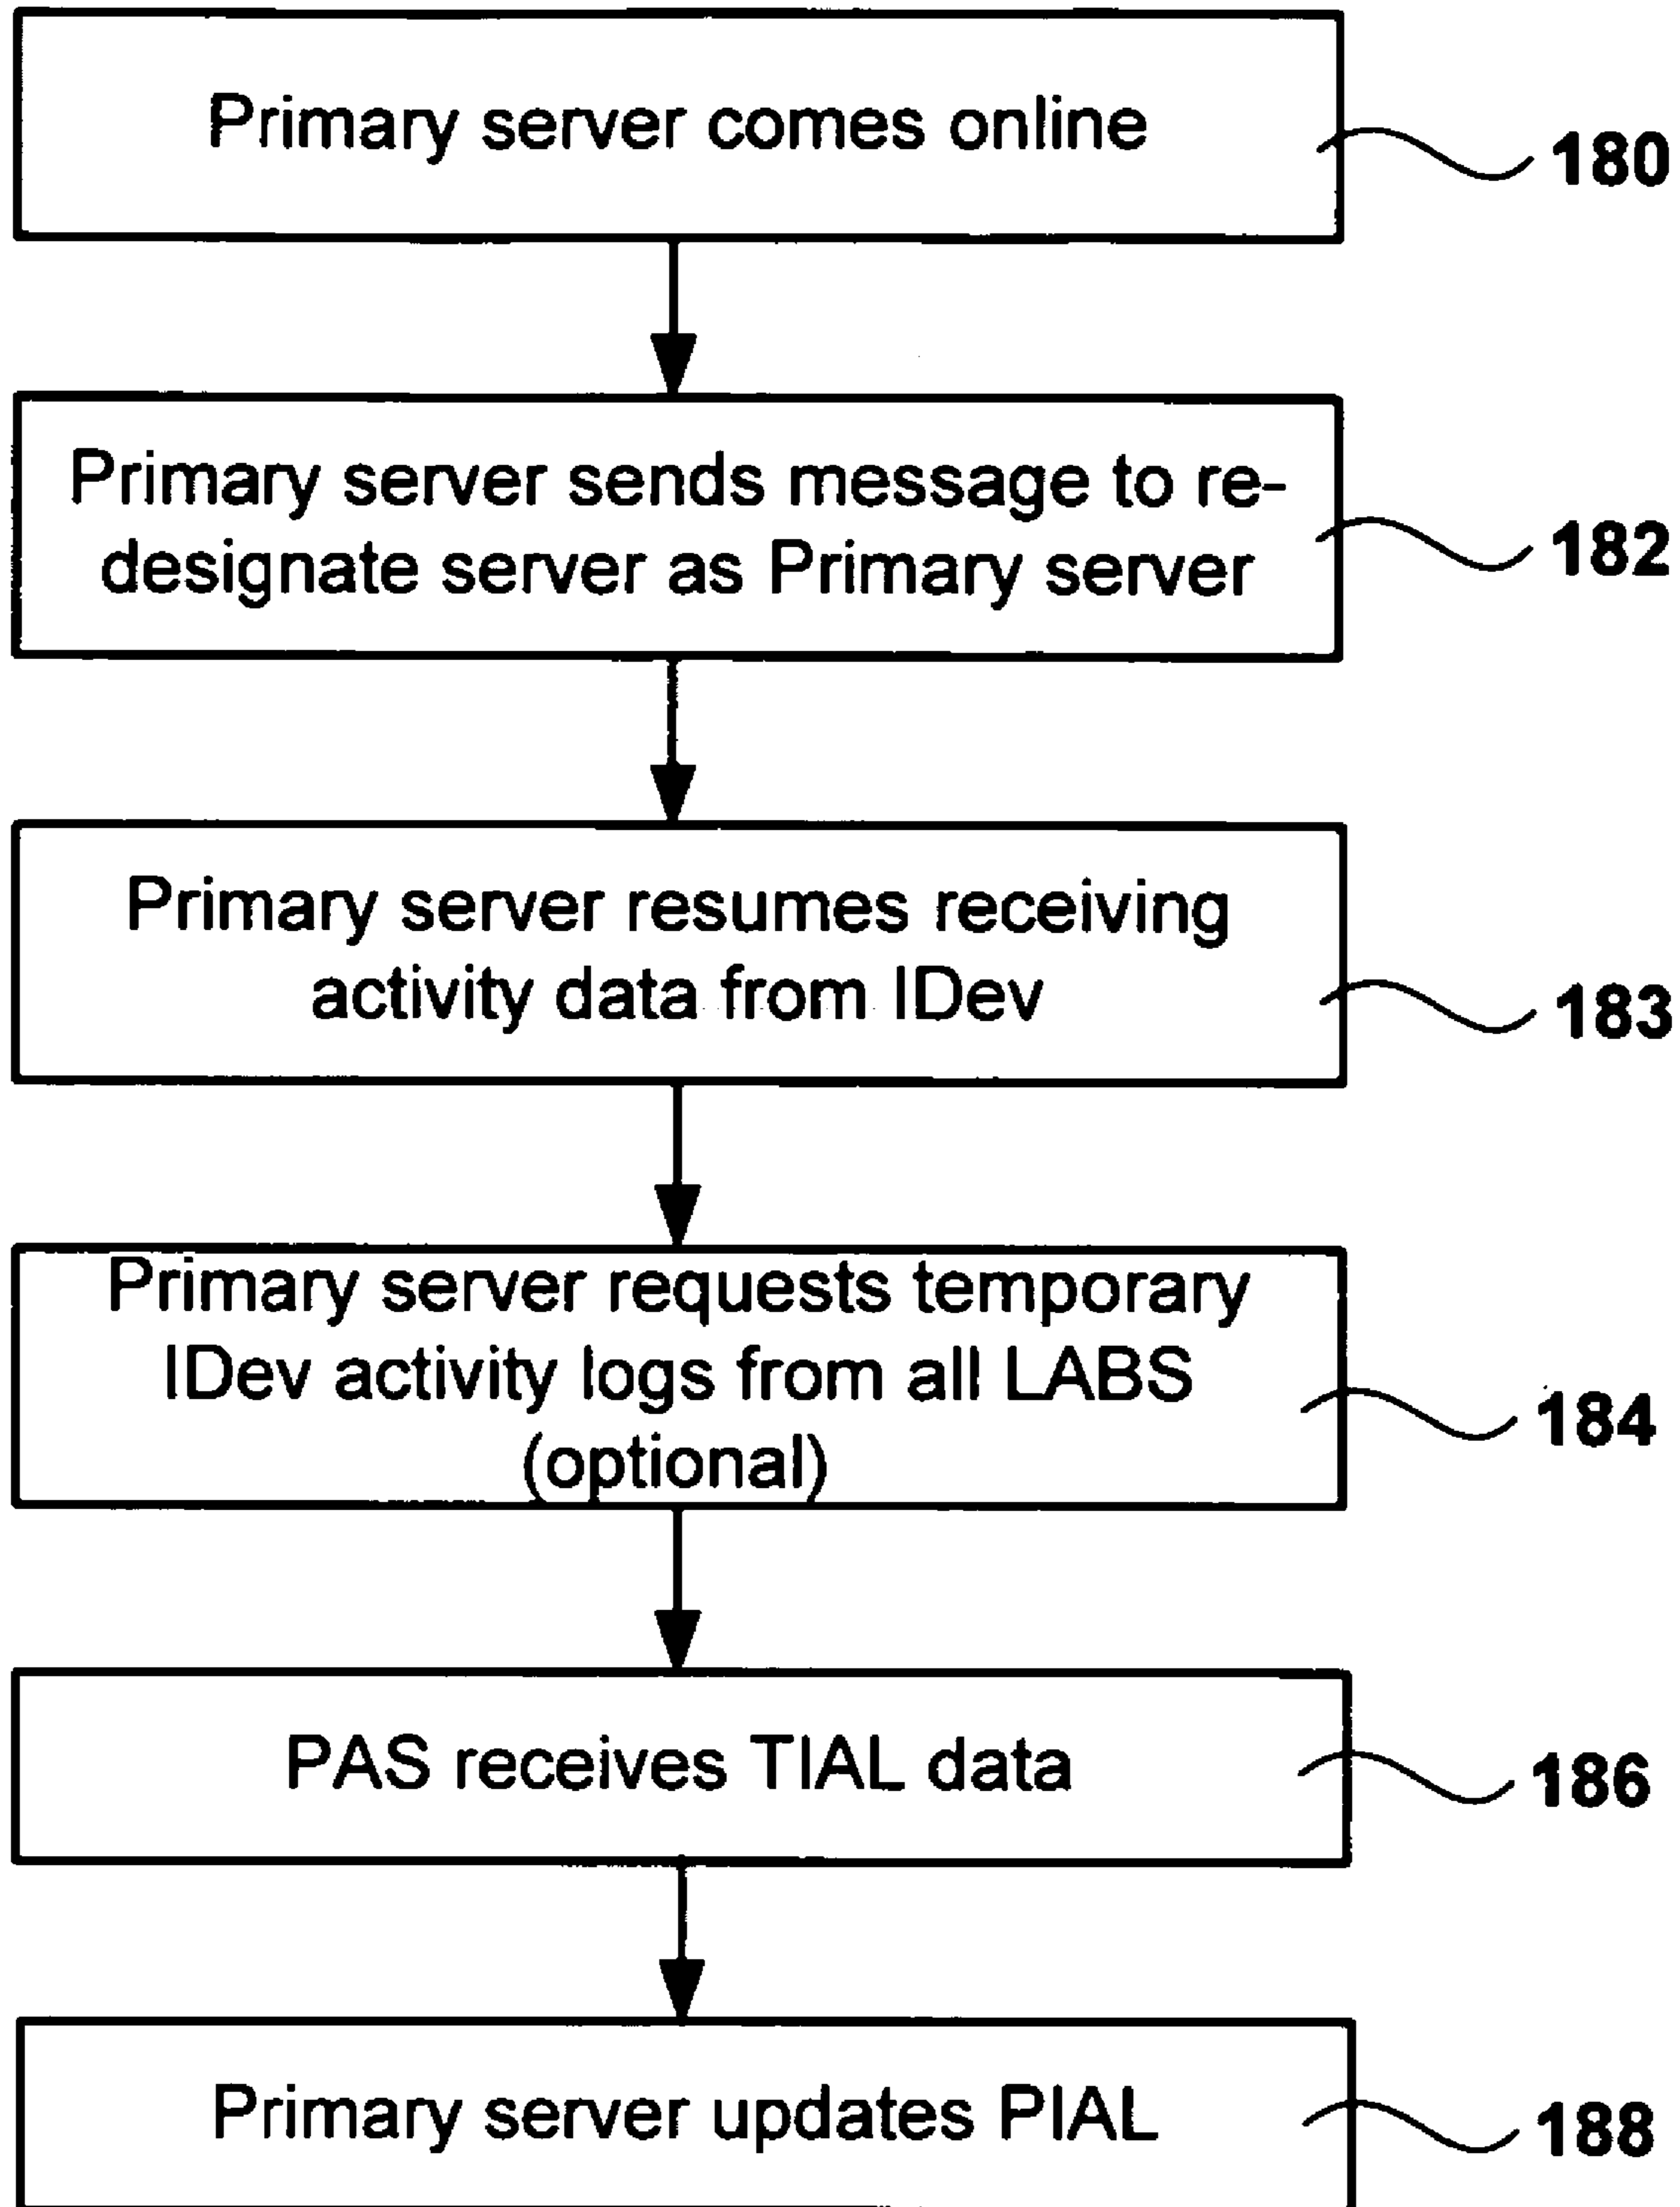 Primary server comes online
180
Primary server sends message to re-
designate server as Primary server
182
Primary server resumes receiving
activity data from IDev
183
Primary server requests temporary
IDev activity logs from all LABS
(optional)
184
PAS receives TIAL data
186
Primary server updates PIAL
188